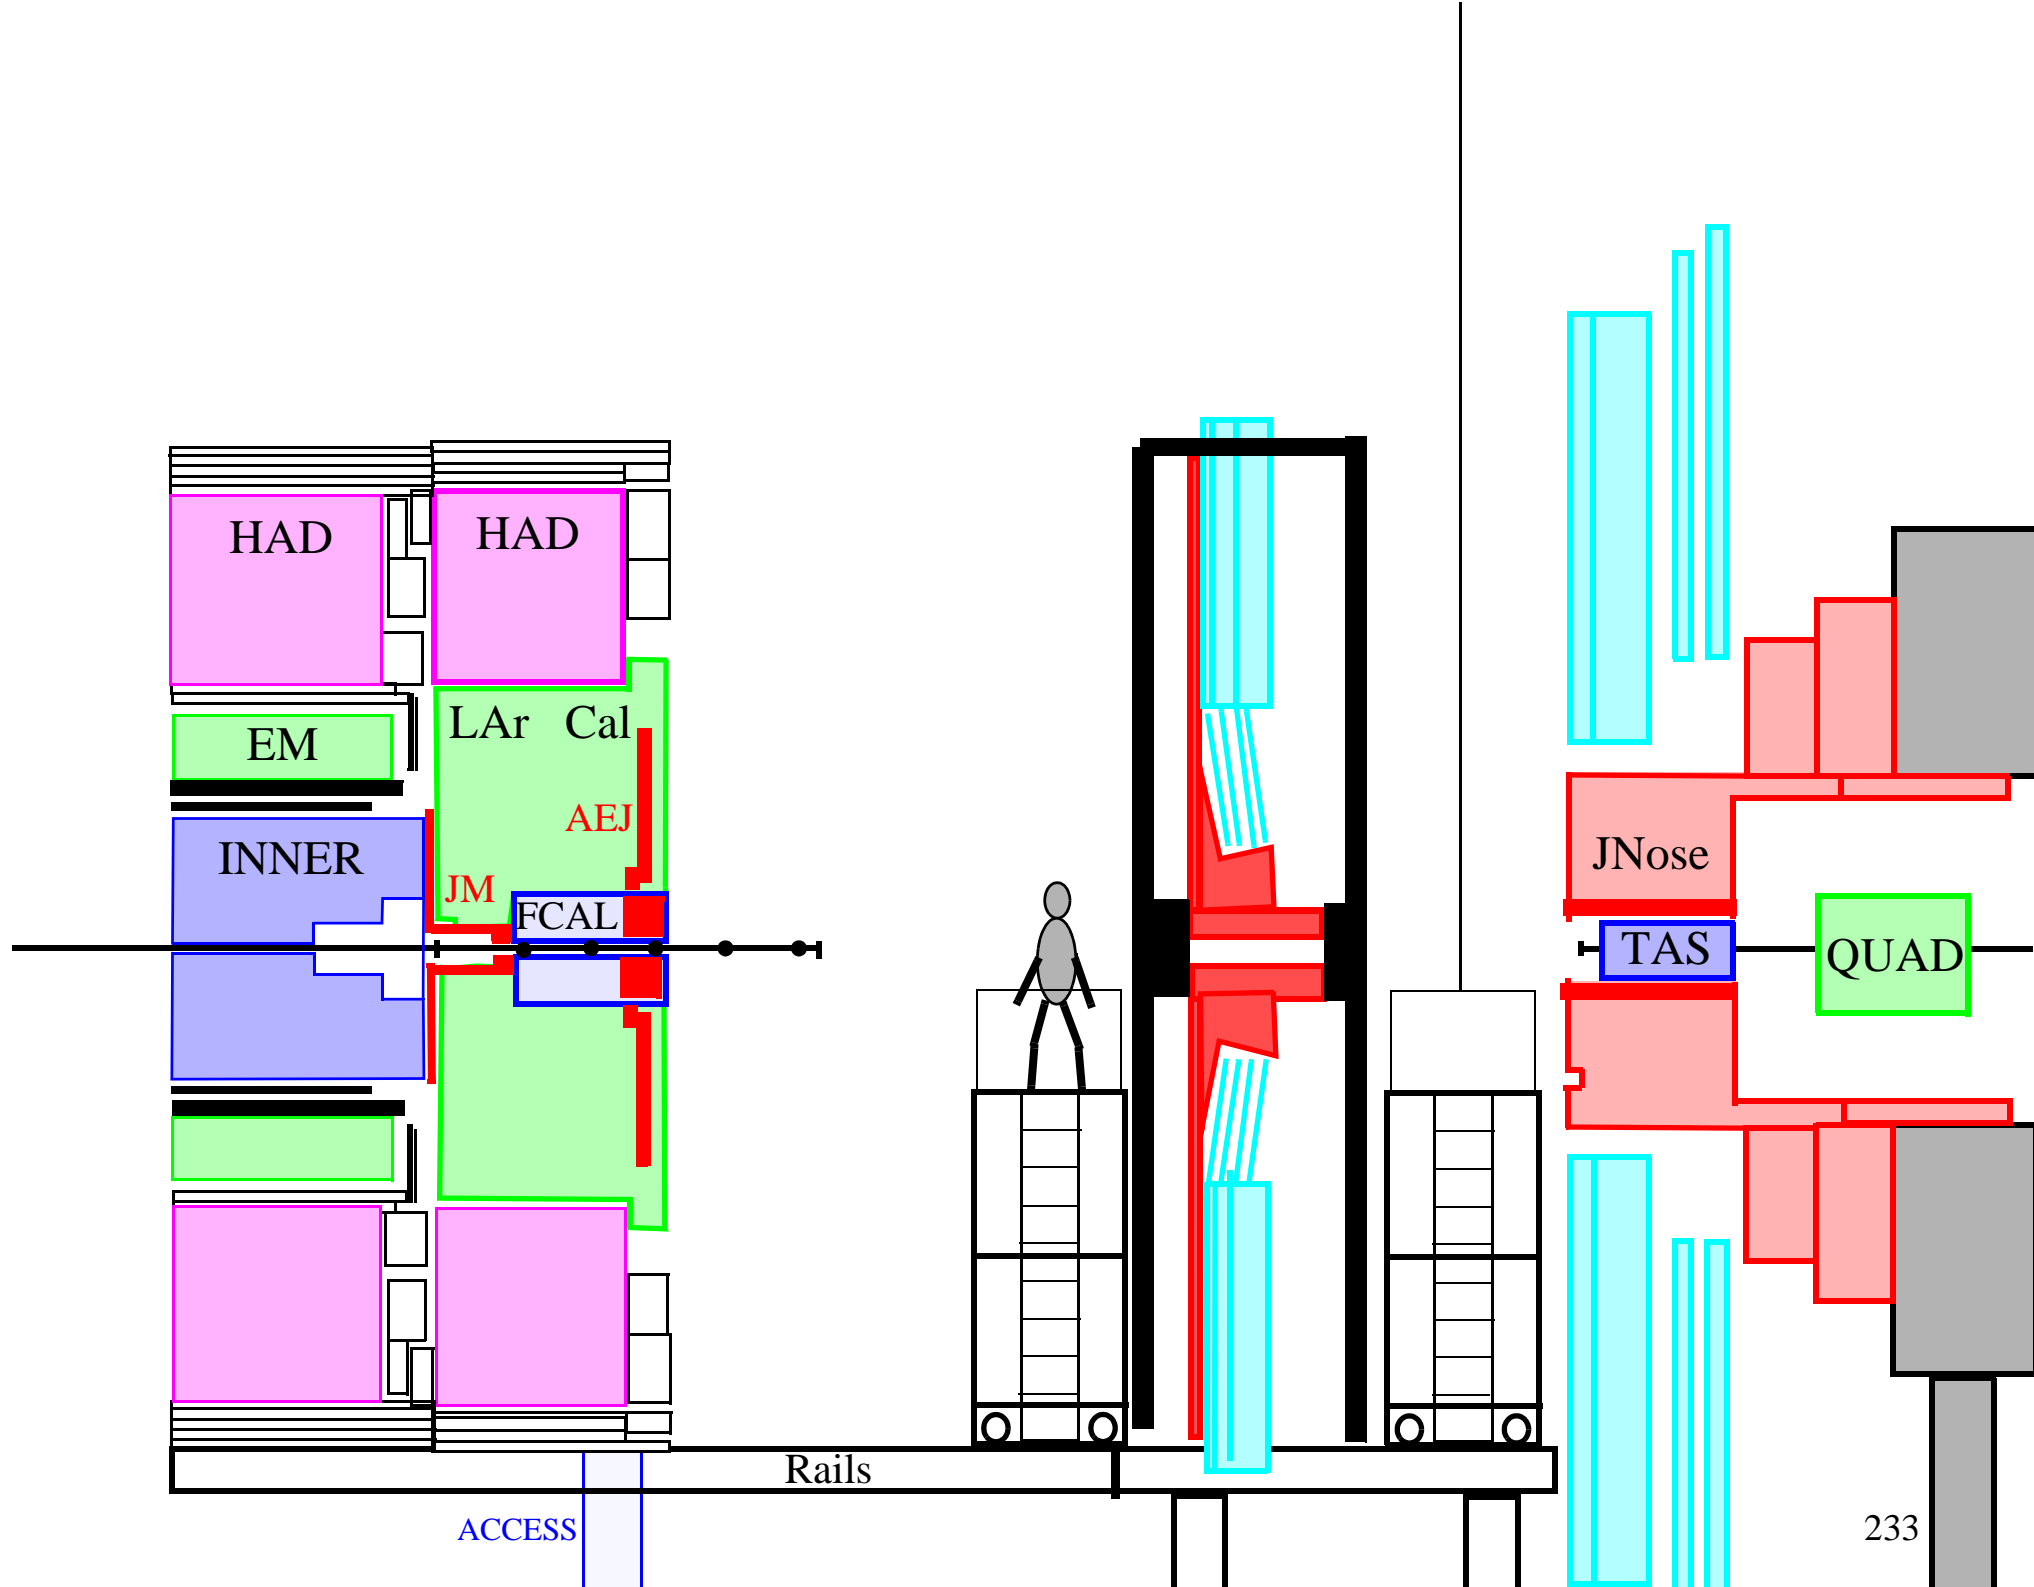 HAD
HAD
LAr Cal
EM
AEJ
INNER
JM
FCAL
JNose
TAS
QUAD
Rails
ACCESS
233